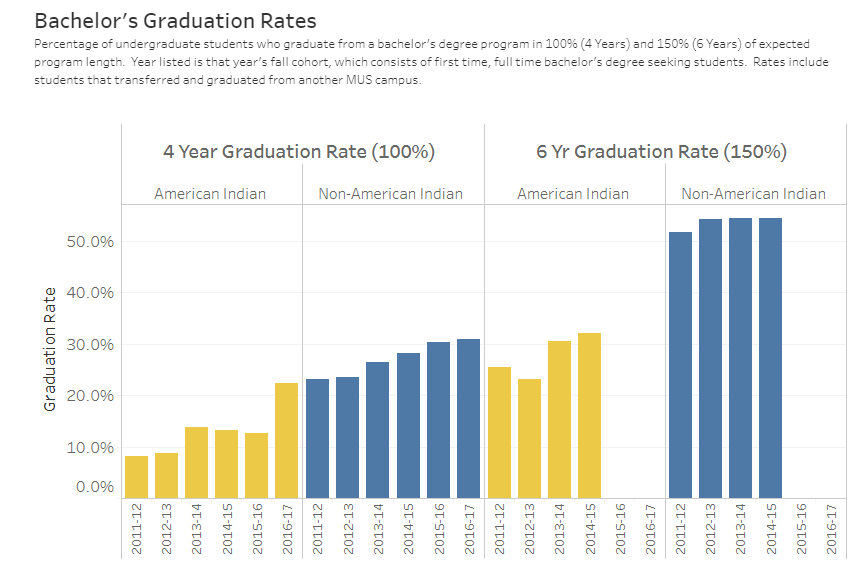 Bachelor's Graduation Rates
Percentage of undergraduate students who graduate from a bachelor's degree program in 100% (4 Years) and 150% (6 Years) of expected
program length.  Year listed is that year's fall cohort, which consists of first time, full time bachelor's degree seeking students.  Rates include
students that transferred and graduated from another MUS campus.
4 Year Graduation Rate (100%)
6 Yr Graduation Rate (150%)
American Indian
Non-American Indian
American Indian
Non-American Indian
Graduation Rate
50.0%
40.0%
30.0%
20.0%
10.0%
0.0%
2011-12
2012-13
2013-14
2014-15
2015-16
2016-17
2011-12
2012-13
2013-14
2014-15
2015-16
2016-17
2011-12
2012-13
2013-14
2014-15
2015-16
2016-17
2011-12
2012-13
2013-14
2014-15
2015-16
2016-17